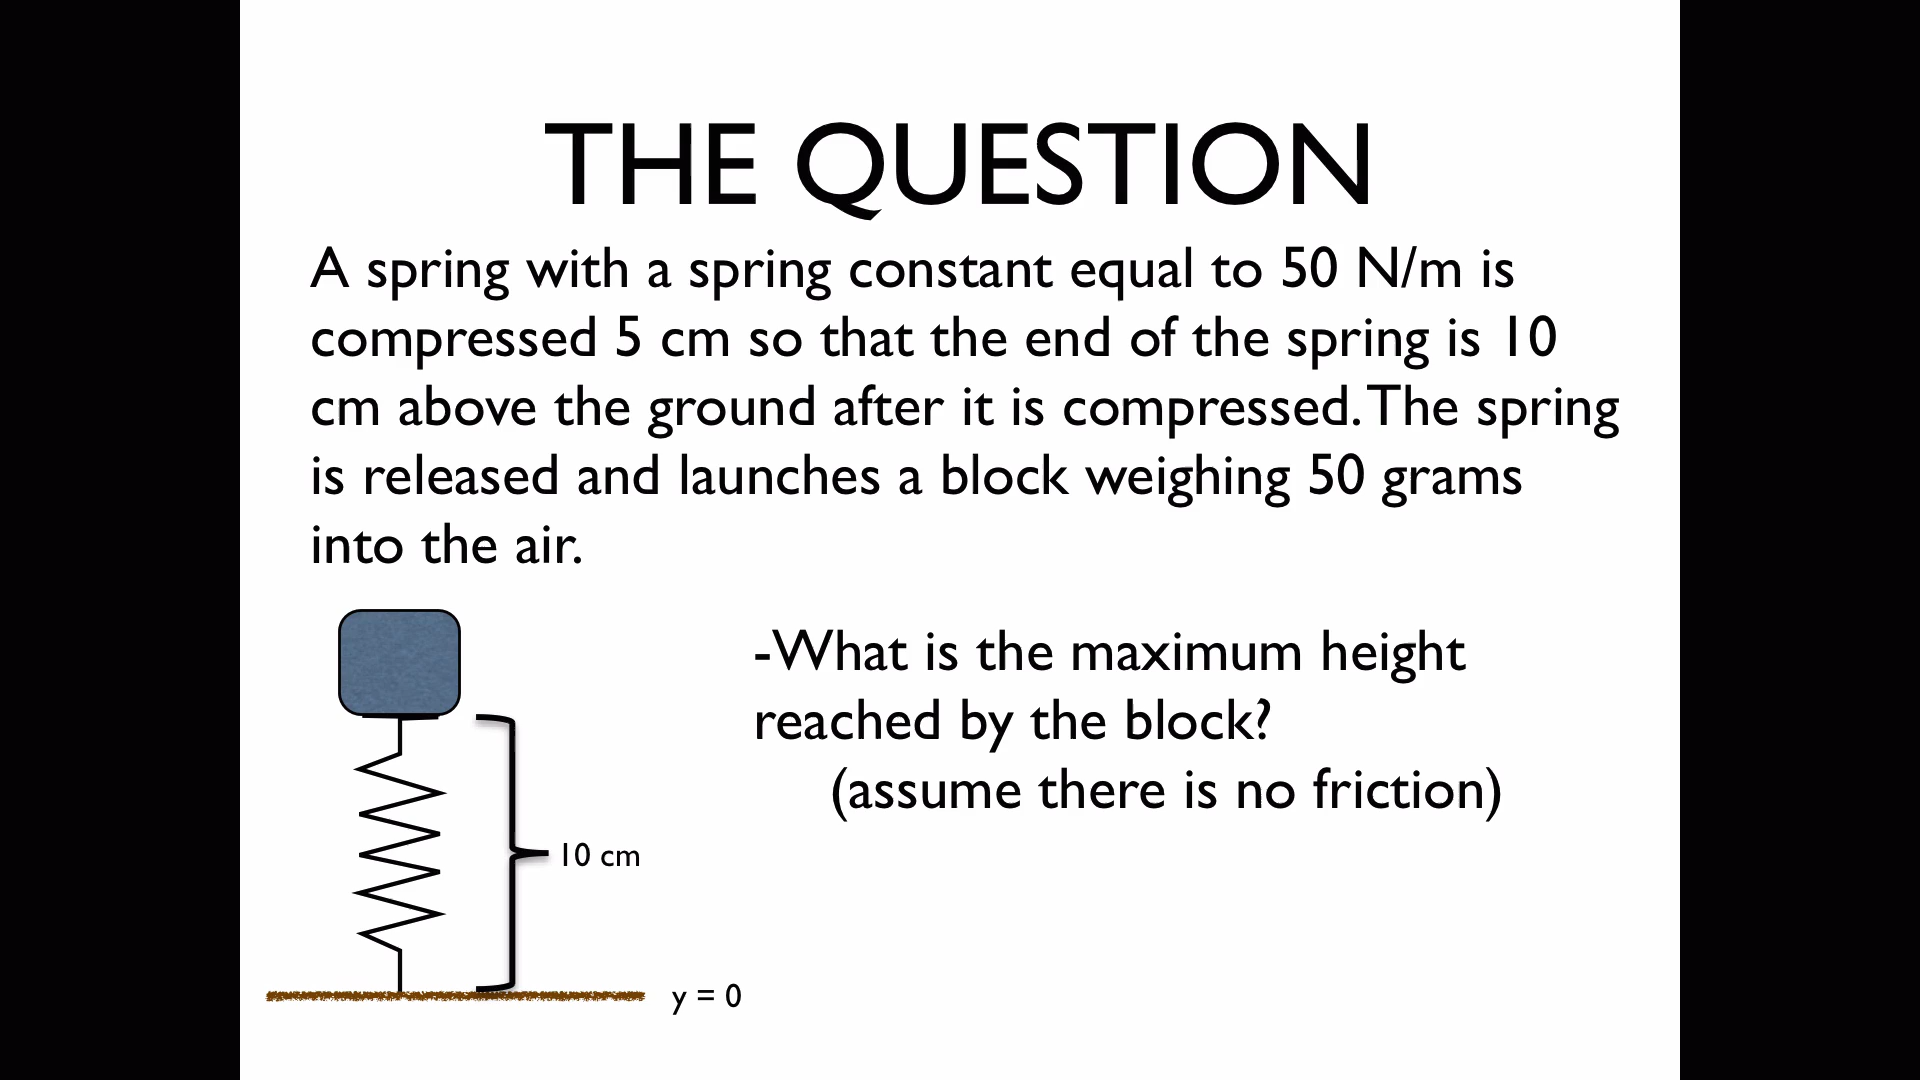 THE QUESTION
A spring with a spring constant equal to 50 N/m is
compressed 5 cm so that the end of the spring is 10
cm above the ground after it is compressed. The spring
is released and launches a block weighing 50 grams
into the air.
-What is the maximum height
reached by the block?
(assume there is no friction)
10 cm
y = 0